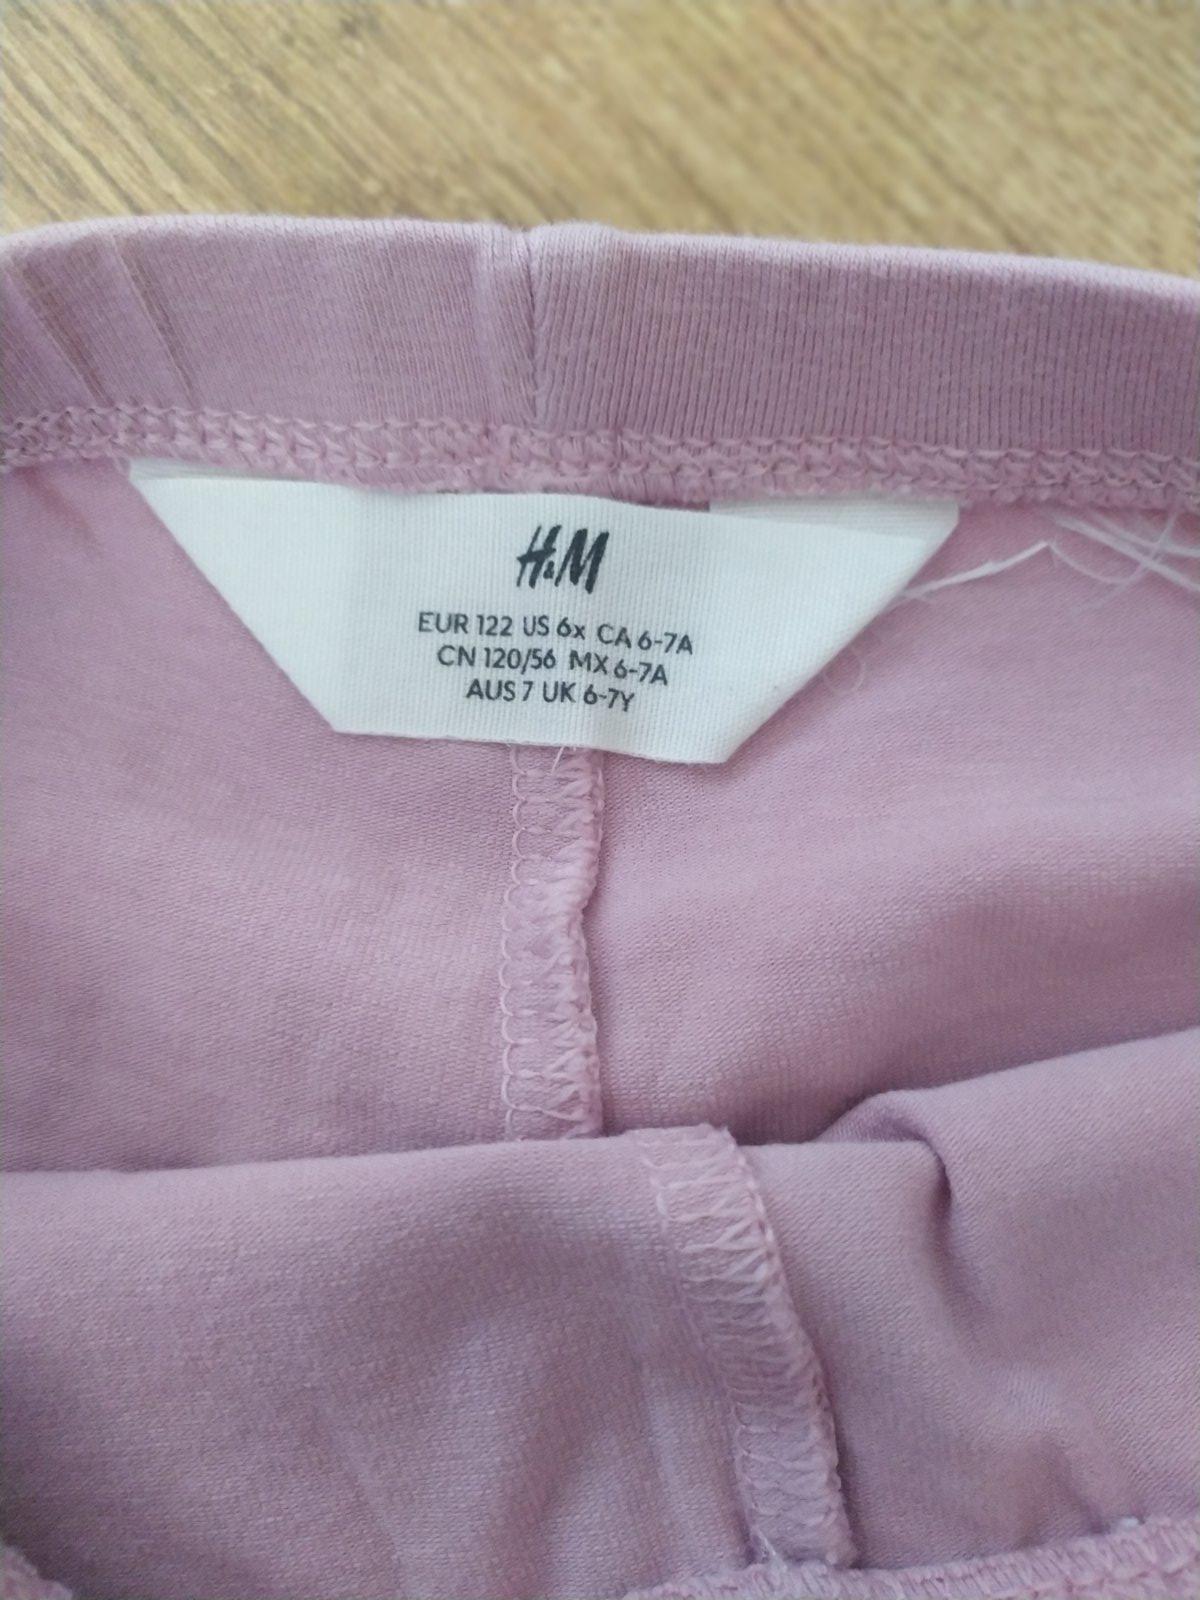 H&M
EUR 122 US 6x CA 6-7A
CN 120/56 MX 6-7A
AUS 7 UK 6-7Y